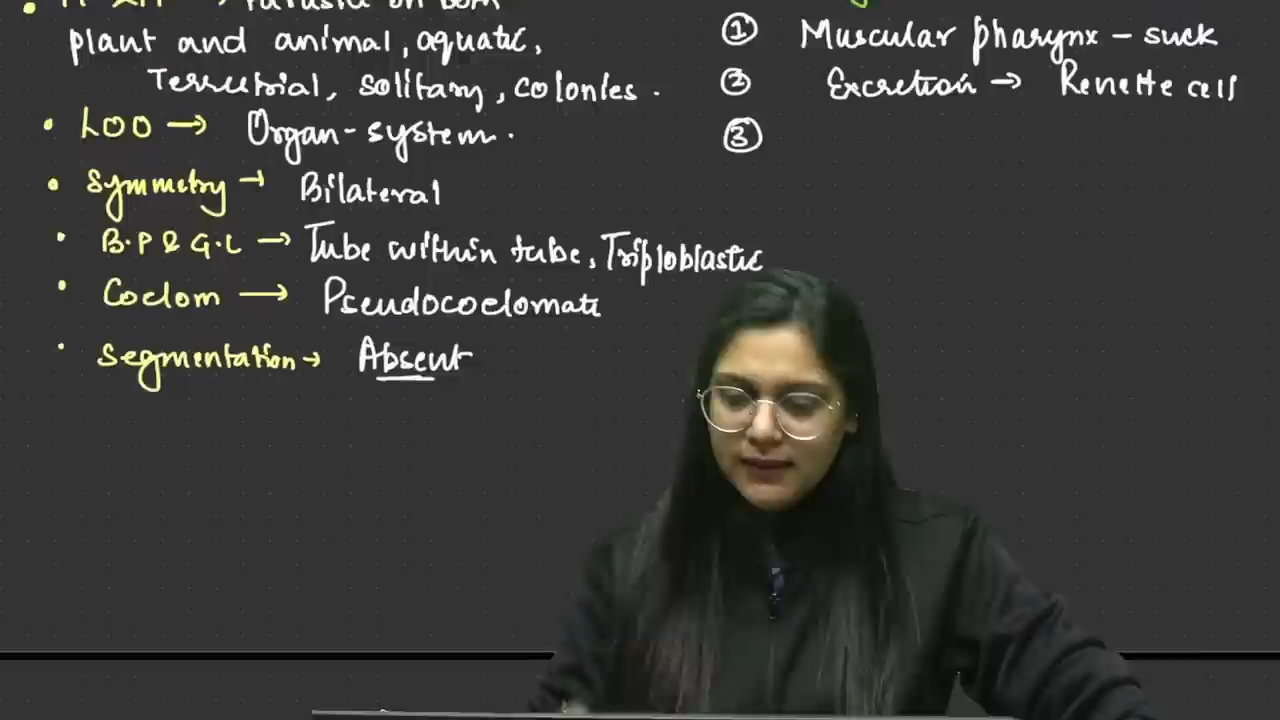 plant and animal, aquatic,
Terrestrial, solitary, colonies.
• LOO → Organ-system.
• Symmetry → Bilateral
• B.P & G.L → Tube within tube, Triploblastic
• Coelom → Pseudocoelomate
• Segmentation → Absent
① Muscular pharynx – suck
② Excretion → Renette cell
③